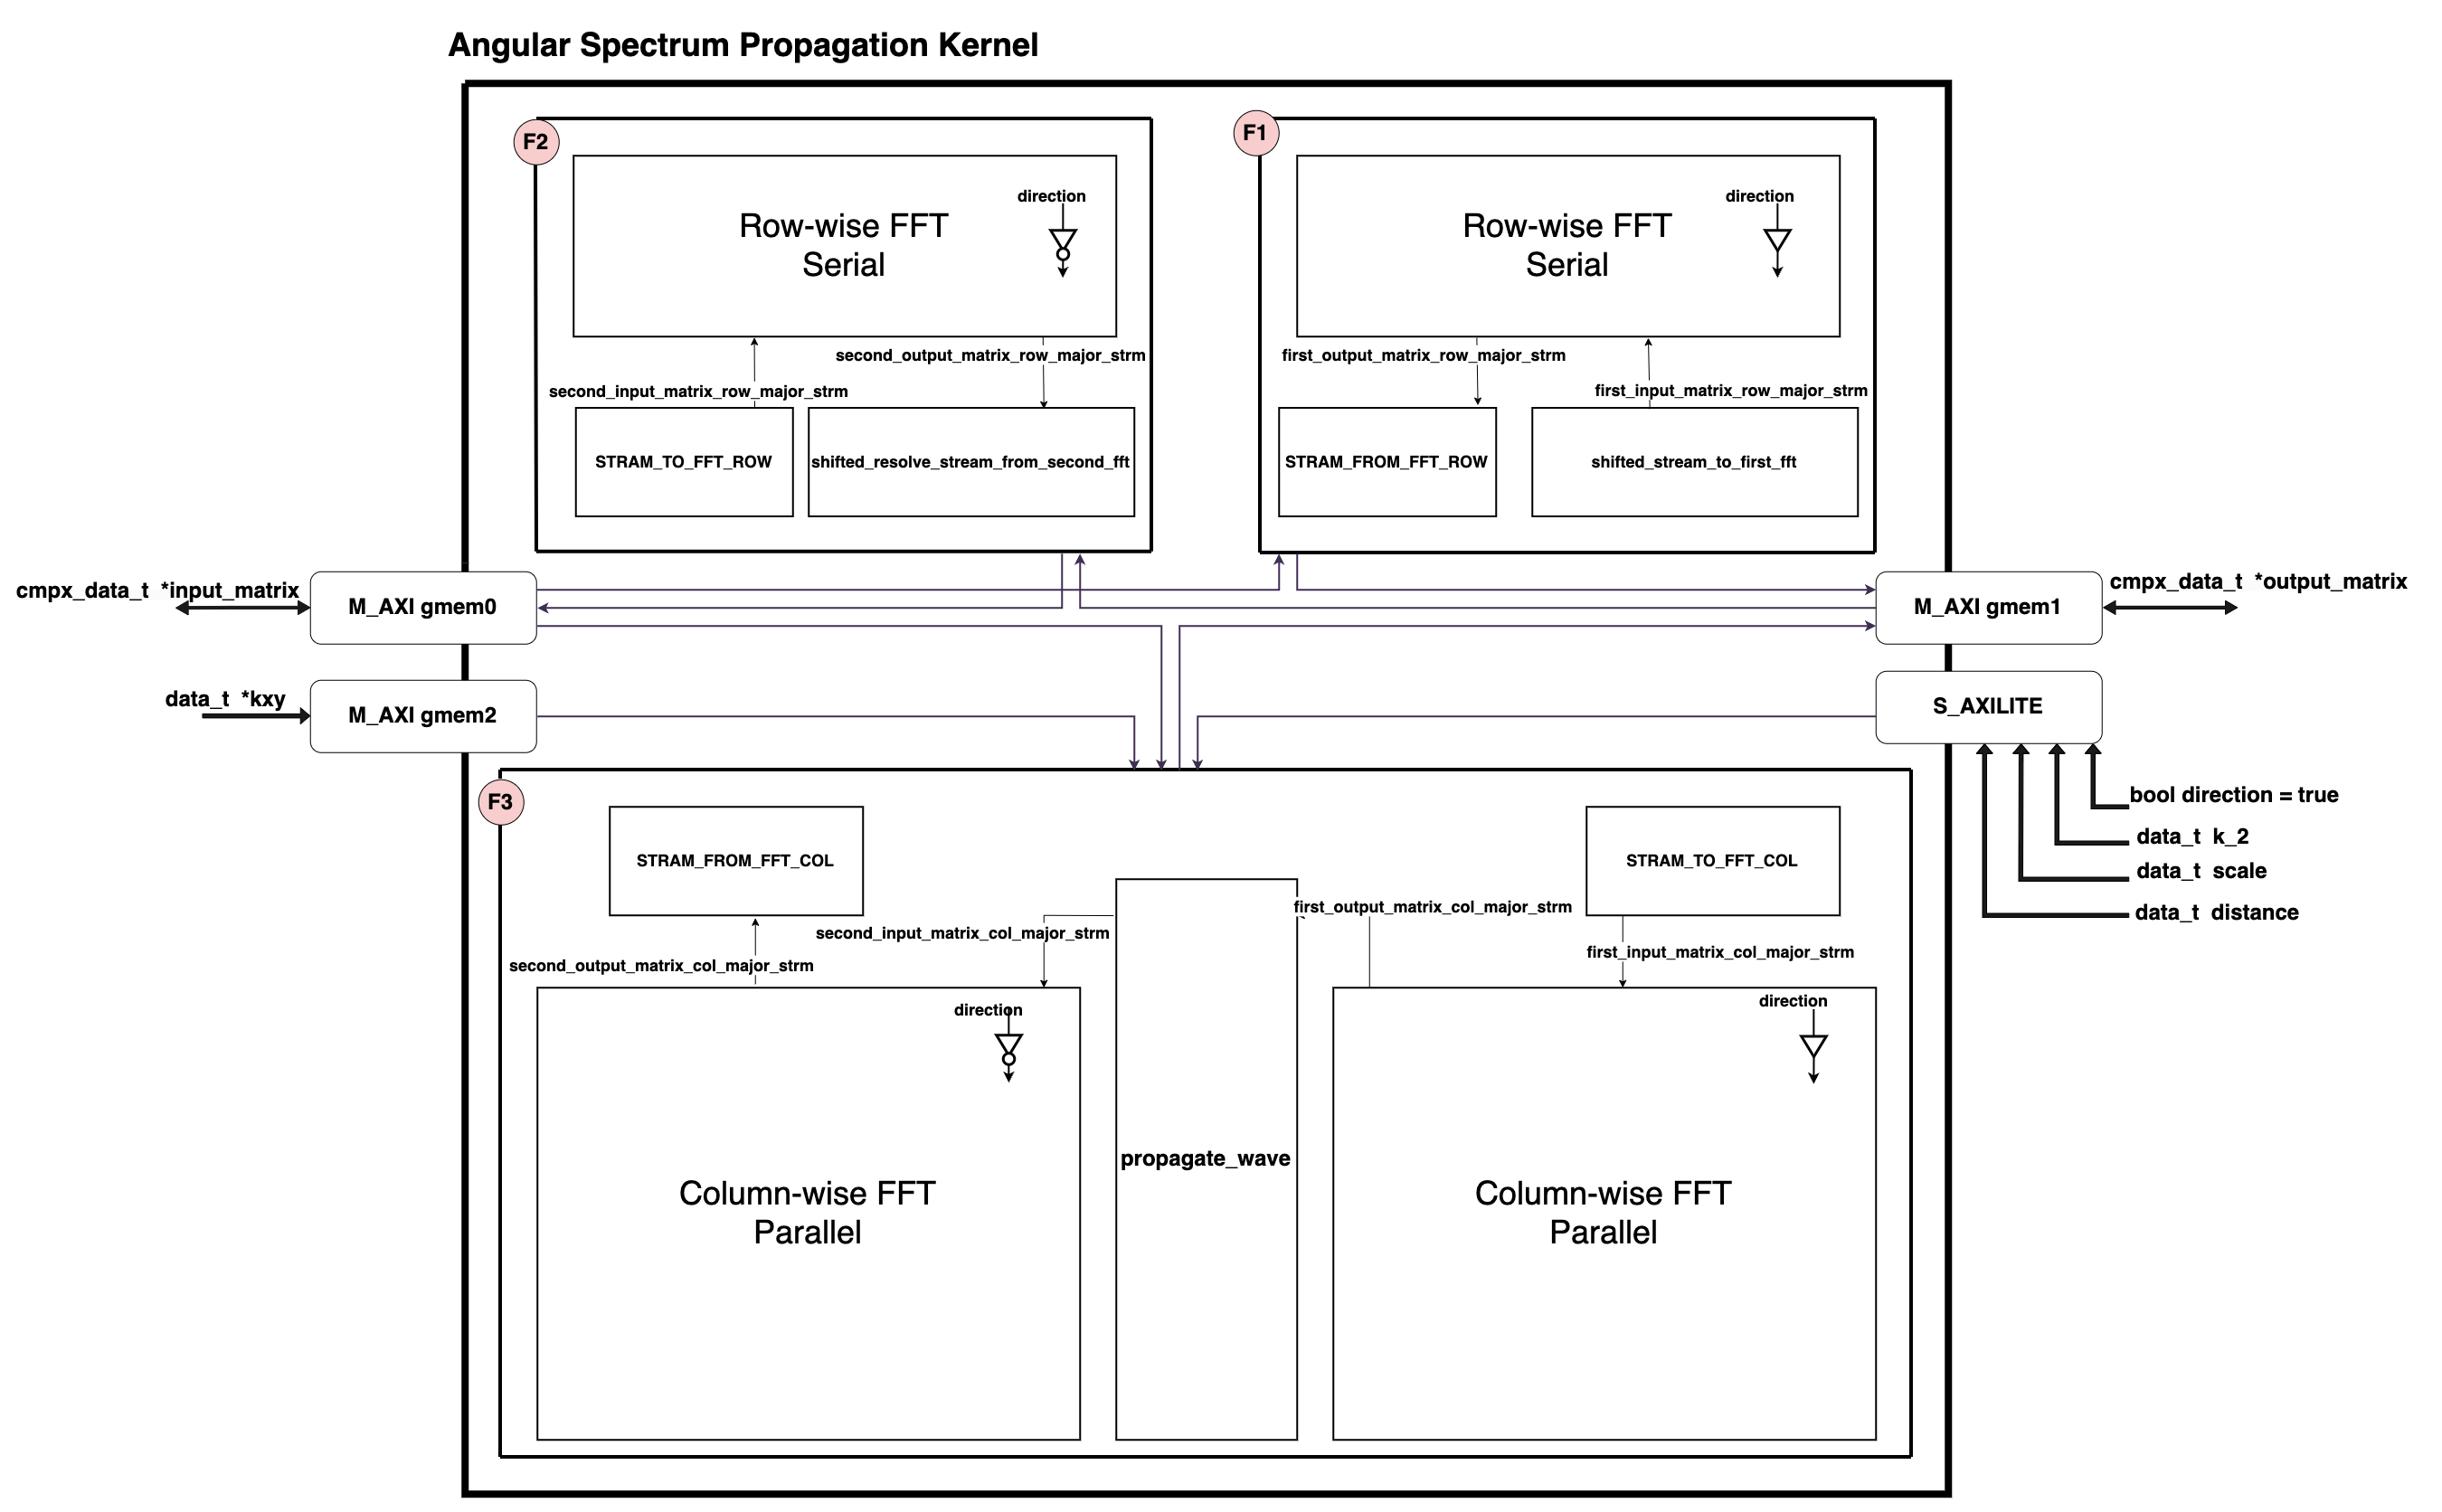 Angular Spectrum Propagation Kernel
F2
direction
Row-wise FFT
Serial
second_output_matrix_row_major_strm
second_input_matrix_row_major_strm
STRAM_TO_FFT_ROW
shifted_resolve_stream_from_second_fft
F1
direction
Row-wise FFT
Serial
first_output_matrix_row_major_strm
first_input_matrix_row_major_strm
STRAM_FROM_FFT_ROW
shifted_stream_to_first_fft
cmpx_data_t *input_matrix
M_AXI gmem0
M_AXI gmem1
cmpx_data_t *output_matrix
data_t *kxy
M_AXI gmem2
S_AXILITE
bool direction = true
data_t k_2
data_t scale
data_t distance
F3
STRAM_FROM_FFT_COL
STRAM_TO_FFT_COL
first_output_matrix_col_major_strm
second_input_matrix_col_major_strm
first_input_matrix_col_major_strm
second_output_matrix_col_major_strm
direction
direction
propagate_wave
Column-wise FFT
Parallel
Column-wise FFT
Parallel